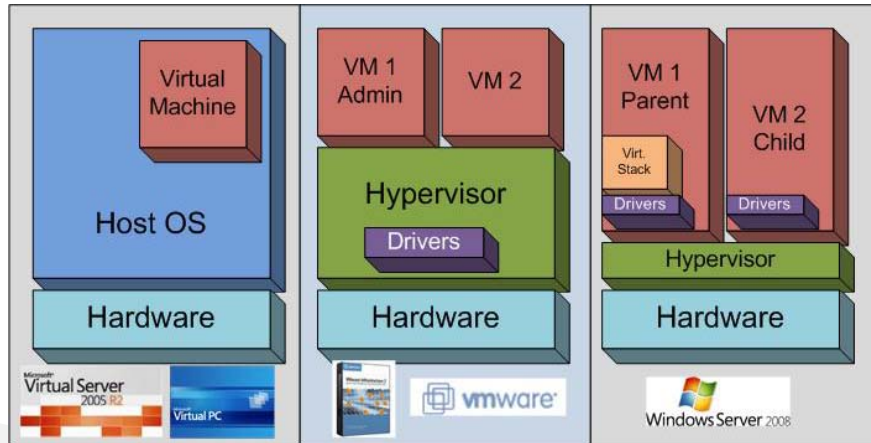 Virtual
Machine
Host OS
Hardware
Microsoft
Virtual Server
2005 R2
Microsoft
Virtual PC
VM 1
Admin
VM 2
Hypervisor
Drivers
Hardware
vmware
VM 1
Parent
Virt.
Stack
Drivers
VM 2
Child
Drivers
Hypervisor
Hardware
Windows Server 2008